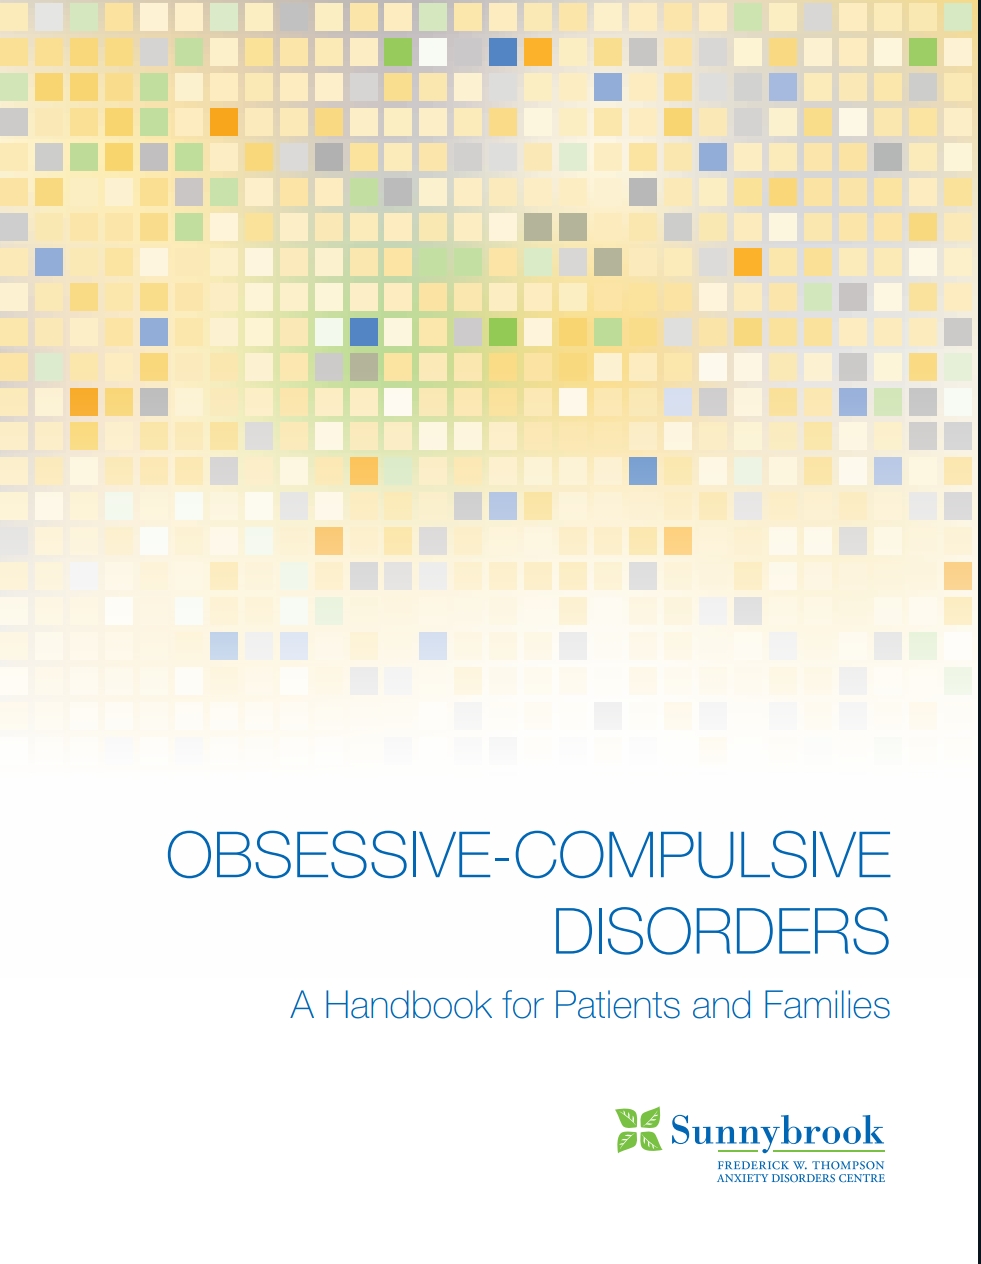 OBSESSIVE-COMPULSIVE
DISORDERS
A Handbook for Patients and Families
Sunnybrook
FREDERICK W. THOMPSON
ANXIETY DISORDERS CENTRE